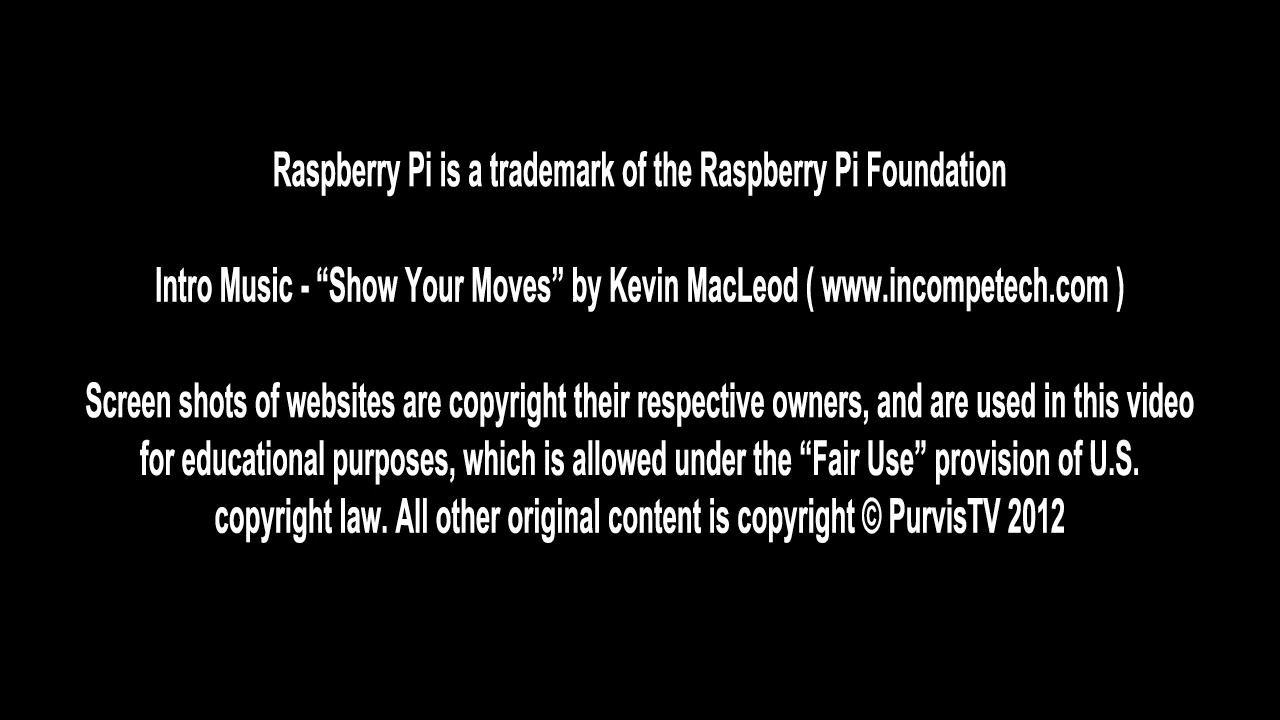 Raspberry Pi is a trademark of the Raspberry Pi Foundation
Intro Music - “Show Your Moves” by Kevin MacLeod ( www.incompetech.com )
Screen shots of websites are copyright their respective owners, and are used in this video
for educational purposes, which is allowed under the “Fair Use” provision of U.S.
copyright law. All other original content is copyright © PurvisTV 2012